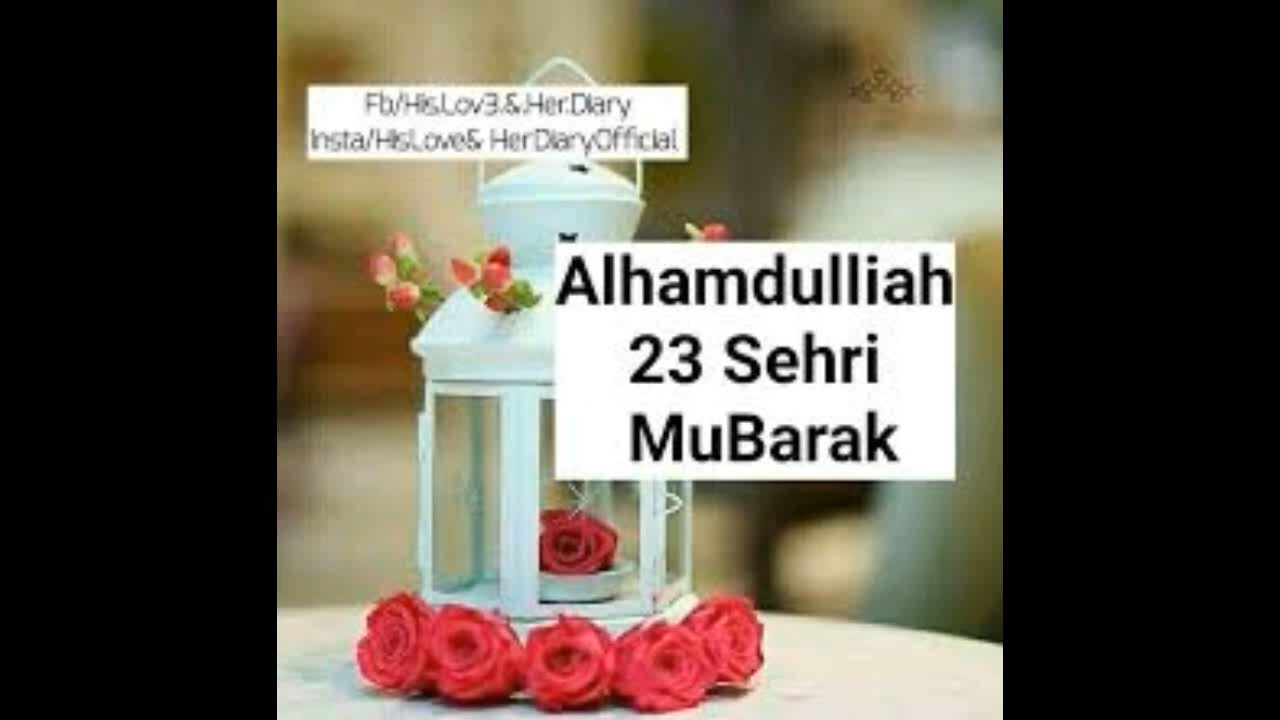 Fb/His.Lov3.&.Her.Diary
Insta/HisLove& HerDiaryOfficial
Alhamdulliah
23 Sehri
MuBarak